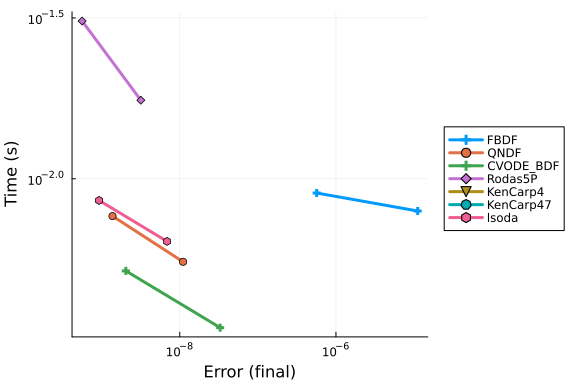 10^-1.5
10^-2.0
Time (s)
10^-8
10^-6
Error (final)
FBDF
QNDF
CVODE_BDF
Rodas5P
KenCarp4
KenCarp47
lsoda